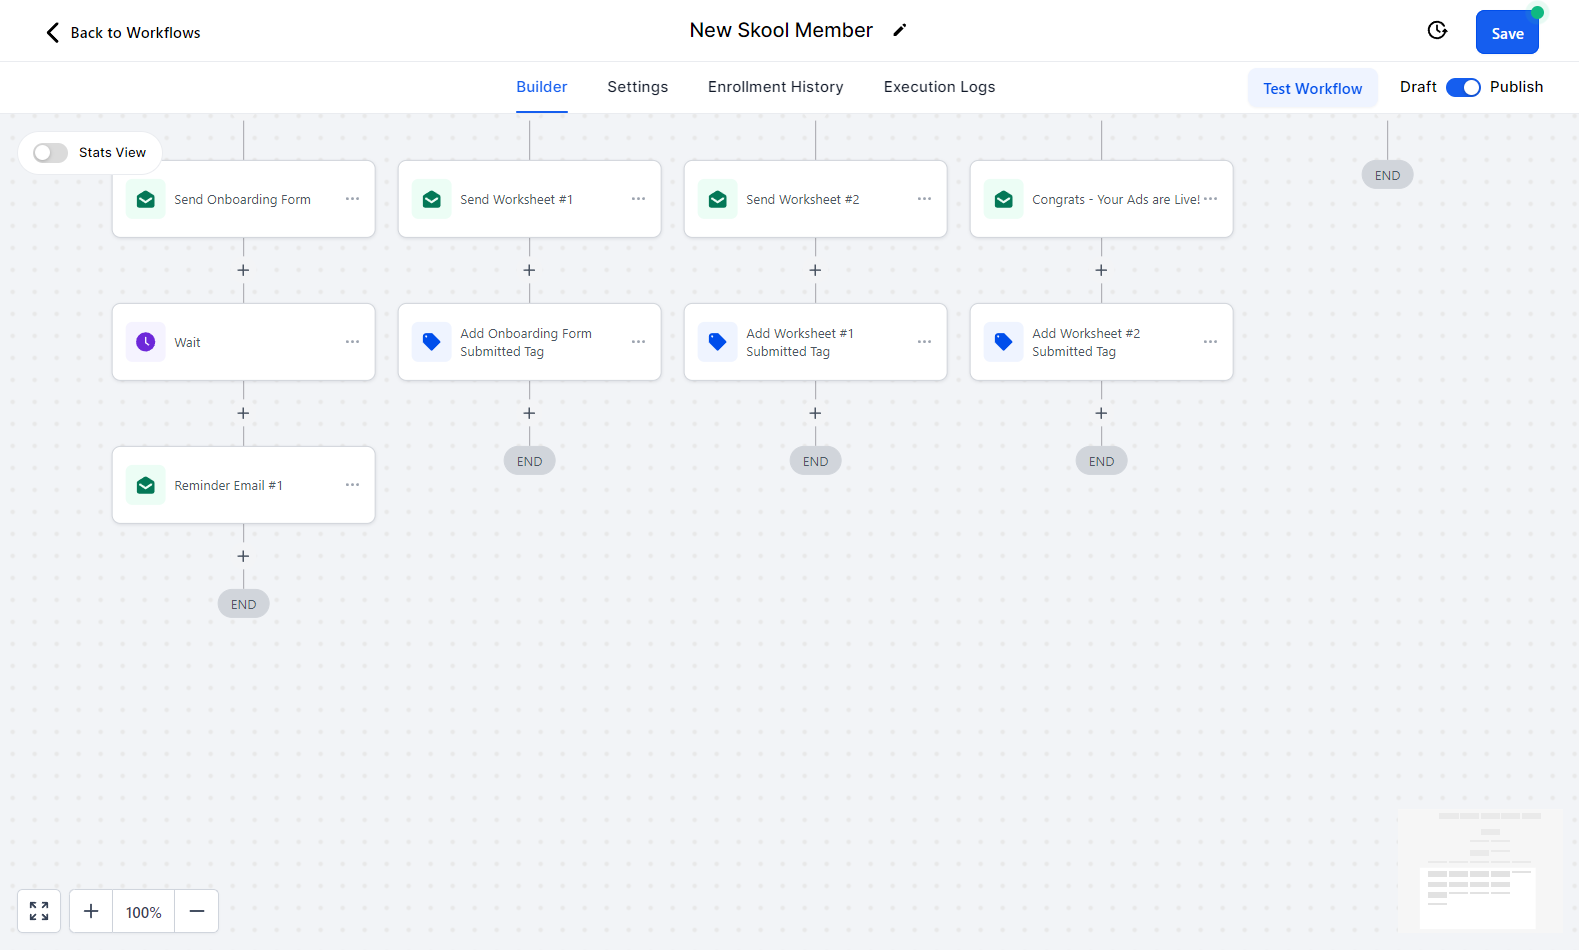 Back to Workflows
New Skool Member
Save
Builder
Settings
Enrollment History
Execution Logs
Test Workflow
Draft
Publish
Stats View
END
Send Onboarding Form
Send Worksheet #1
Send Worksheet #2
Congrats - Your Ads are Live!
Wait
Add Onboarding Form
Submitted Tag
Add Worksheet #1
Submitted Tag
Add Worksheet #2
Submitted Tag
END
END
END
Reminder Email #1
END
100%